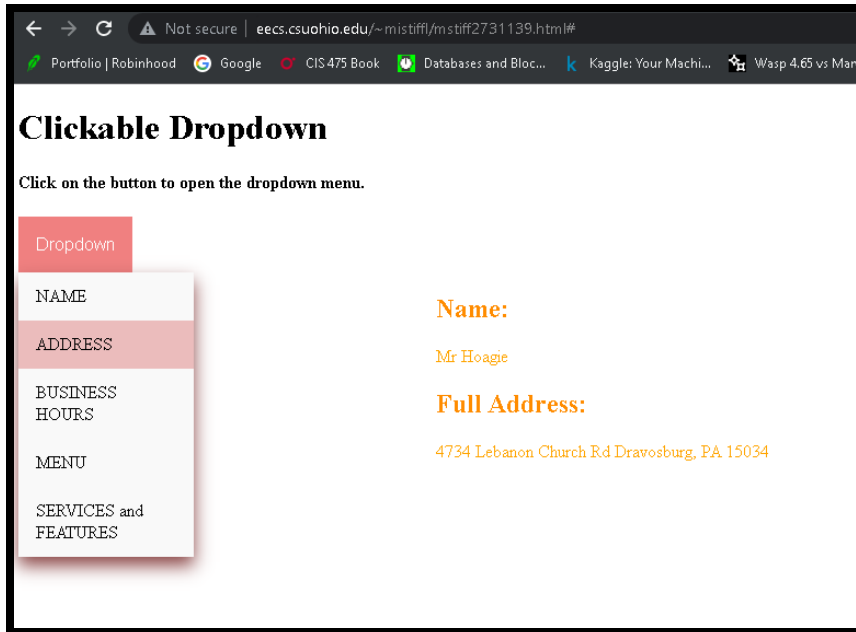 Not secure | eecs.csuohio.edu/~mistiffl/mstiff2731139.html#
Portfolio | Robinhood Google CIS 475 Book Databases and Bloc... Kaggle: Your Machi... Wasp 4.65 vs Mar
Clickable Dropdown
Click on the button to open the dropdown menu.
Dropdown
NAME
ADDRESS
BUSINESS
HOURS
MENU
SERVICES and
FEATURES
Name:
Mr Hoagie
Full Address:
4734 Lebanon Church Rd Dravosburg, PA 15034